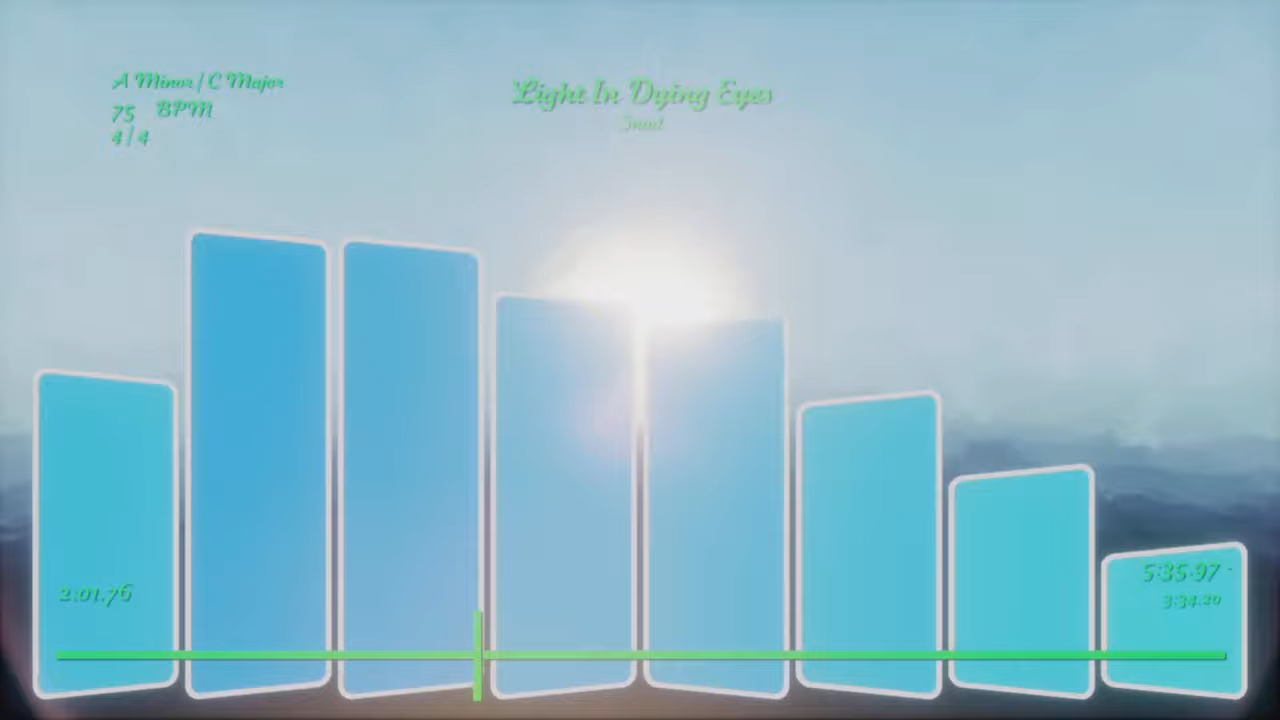 A Minor / C Major
75 BPM
4/4
Light In Dying Eyes
2:01.76
5:35.97
3:34.20